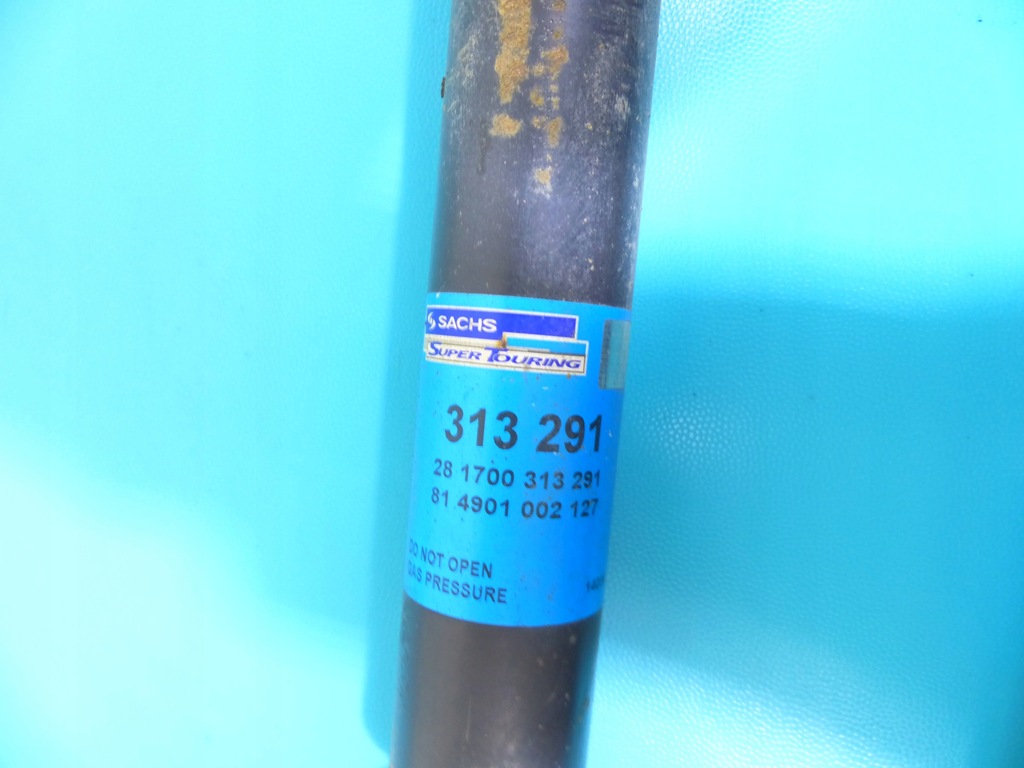 SACHS
SUPER TOURING
313 291
28 1700 313 291
81 4901 002 127
DO NOT OPEN
GAS PRESSURE